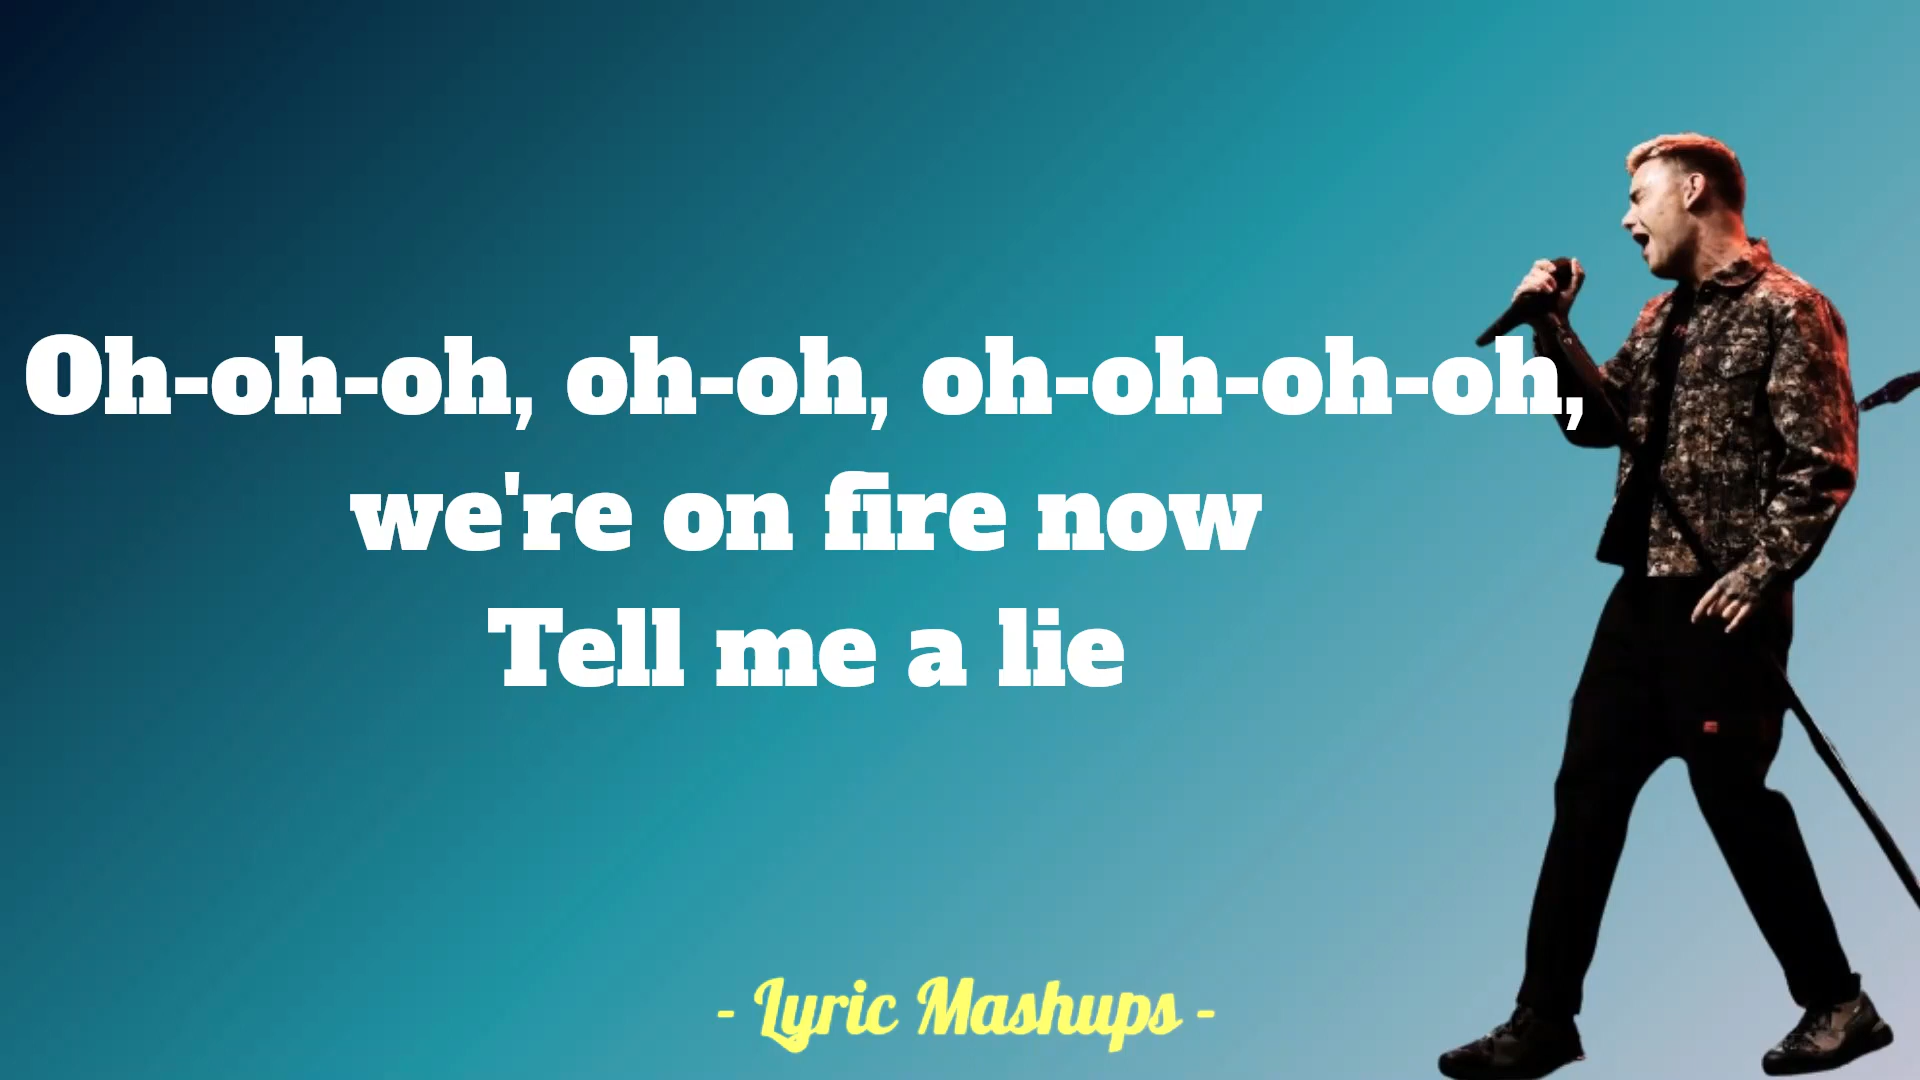 Oh-oh-oh, oh-oh, oh-oh-oh-oh,
we're on fire now
Tell me a lie
- Lyric Mashups -